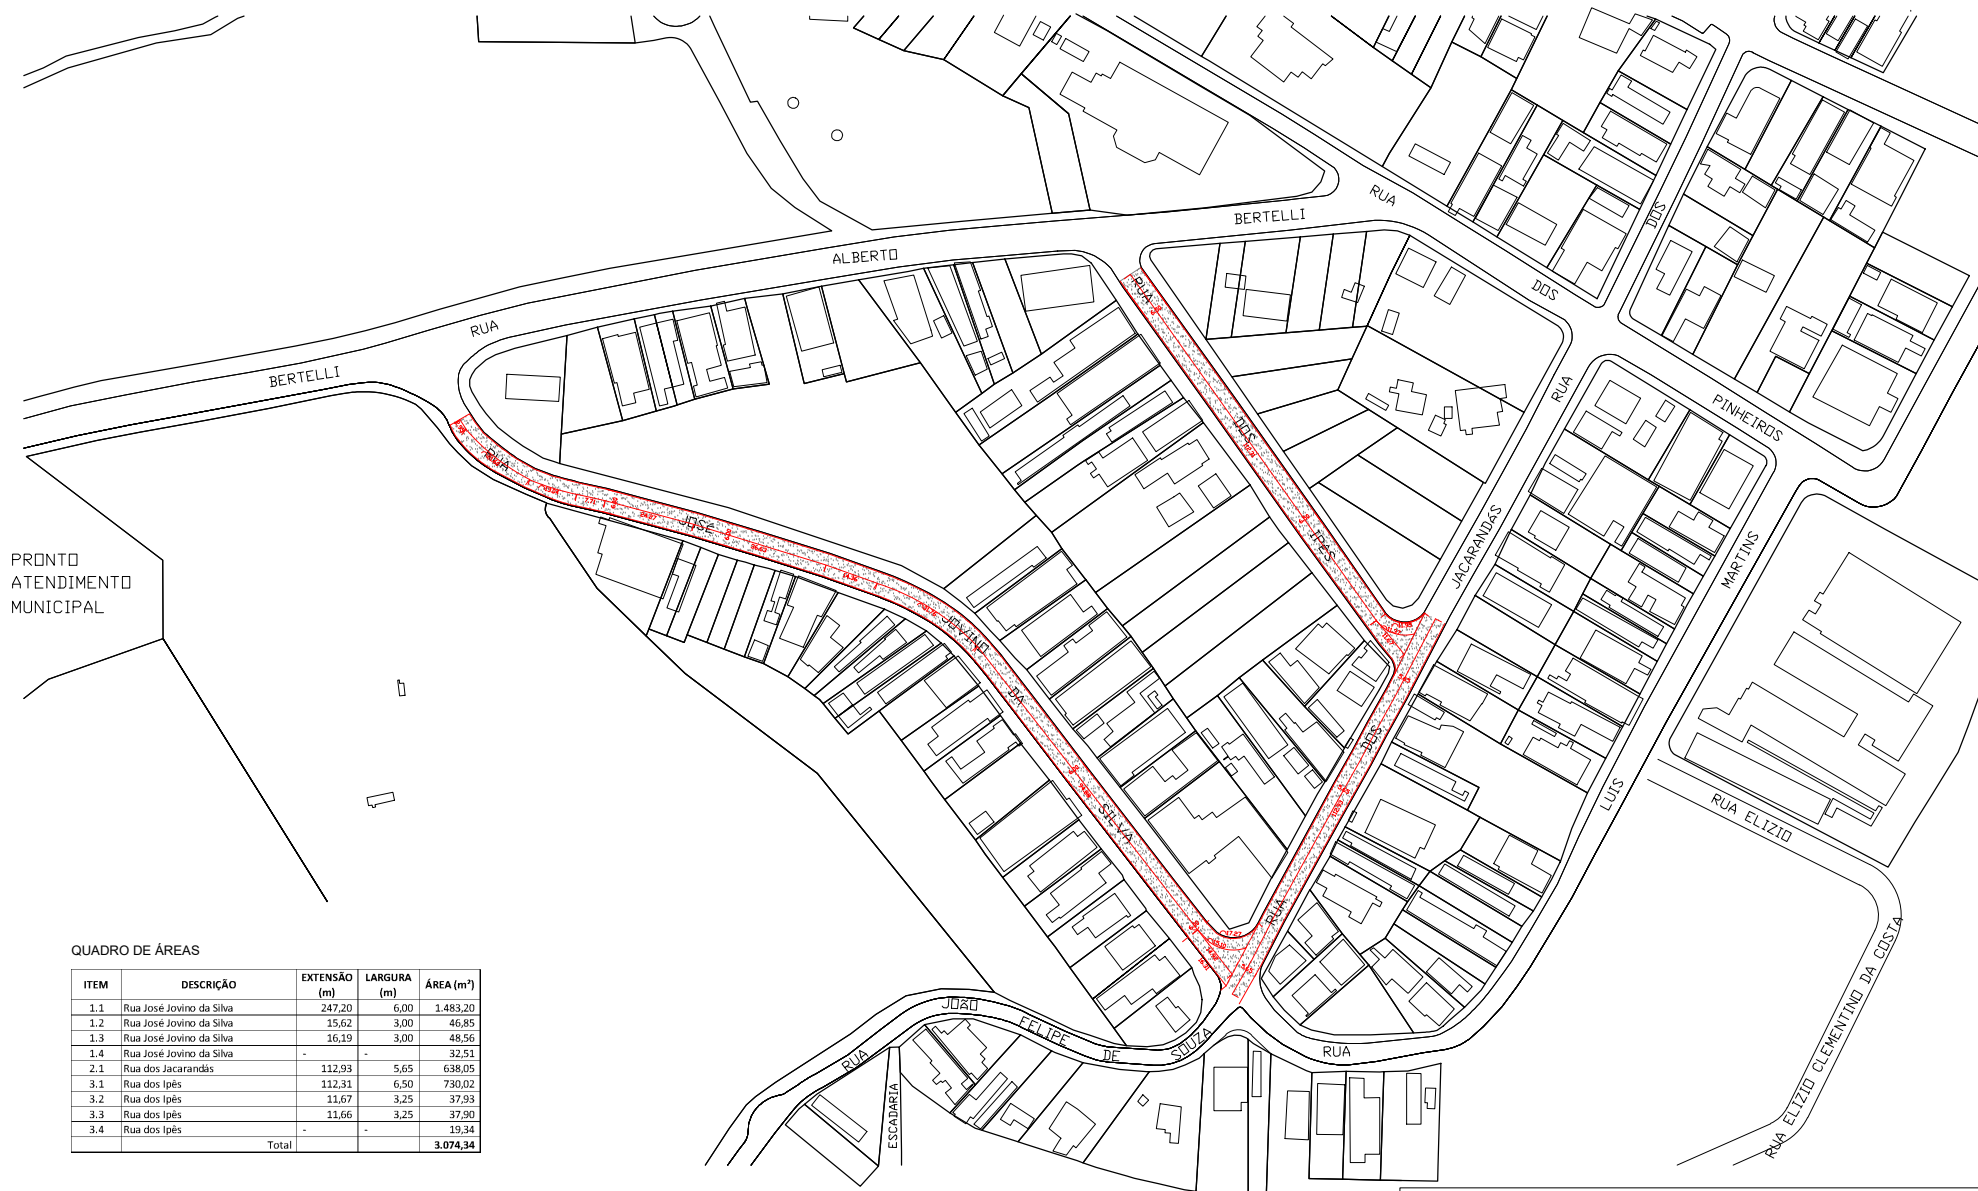 RUA
DOS
BERTELLI
DOS
ALBERTO
RUA
DOS
RUA
BERTELLI
RUA
PINHEIROS
DOS
RUA
JOSÉ
IPÊS
JACARANDAS
MARTINS
PRONTO
ATENDIMENTO
MUNICIPAL
JOVINO
DA
DOS
SILVA
LUIS
RUA ELIZIO
RUA
RUA ELIZIO CLEMENTINO DA COSTA
JOÃO
FELIPE
DE
SOUZA
RUA
RUA
ESCADARIA
QUADRO DE ÁREAS
ITEM DESCRIÇÃO EXTENSÃO (m) LARGURA (m) ÁREA (m²)
1.1 Rua José Jovino da Silva 247,20 6,00 1.483,20
1.2 Rua José Jovino da Silva 15,62 3,00 46,85
1.3 Rua José Jovino da Silva 16,19 3,00 48,56
1.4 Rua José Jovino da Silva - - 32,51
2.1 Rua dos Jacarandás 112,93 5,65 638,05
3.1 Rua dos Ipês 112,31 6,50 730,02
3.2 Rua dos Ipês 11,67 3,25 37,93
3.3 Rua dos Ipês 11,66 3,25 37,90
3.4 Rua dos Ipês - - 19,34
Total 3.074,34